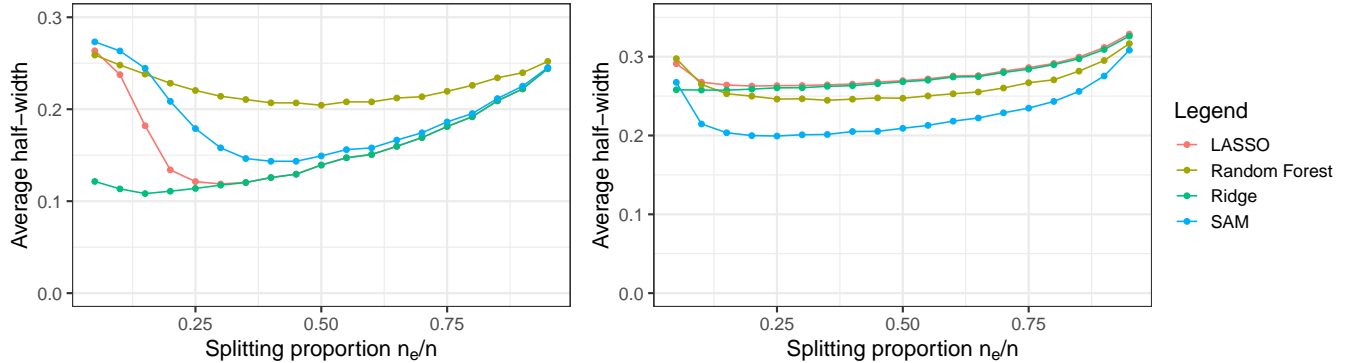 Average half−width
0.3
0.2
0.1
0.0
0.25
0.50
0.75
Splitting proportion nₑ/n
Average half−width
0.3
0.2
0.1
0.0
0.25
0.50
0.75
Splitting proportion nₑ/n
Legend
LASSO
Random Forest
Ridge
SAM